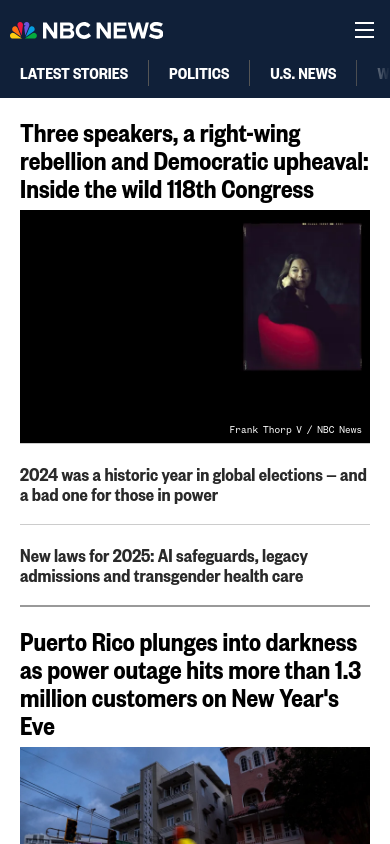 NBC NEWS
LATEST STORIES
POLITICS
U.S. NEWS
Three speakers, a right-wing
rebellion and Democratic upheaval:
Inside the wild 118th Congress
Frank Thorp V / NBC News
2024 was a historic year in global elections — and
a bad one for those in power
New laws for 2025: AI safeguards, legacy
admissions and transgender health care
Puerto Rico plunges into darkness
as power outage hits more than 1.3
million customers on New Year's
Eve